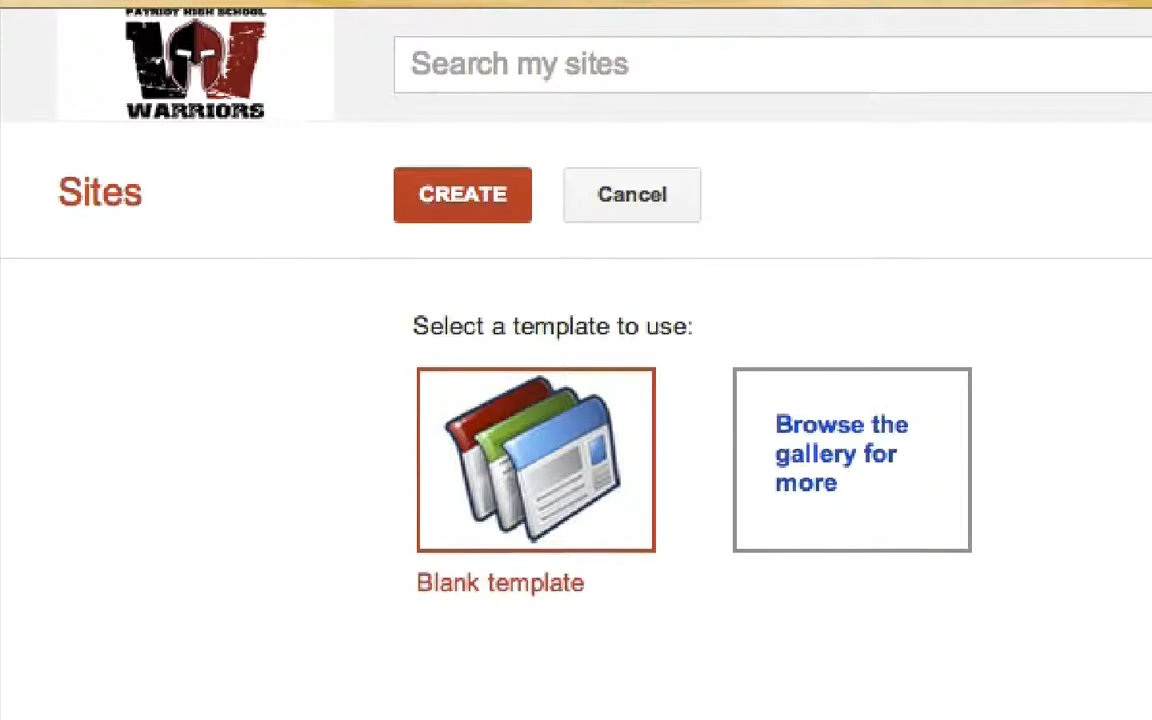 PATRIOT HIGH SCHOOL
WARRIORS
Search my sites
Sites
CREATE
Cancel
Select a template to use:
Browse the
gallery for
more
Blank template